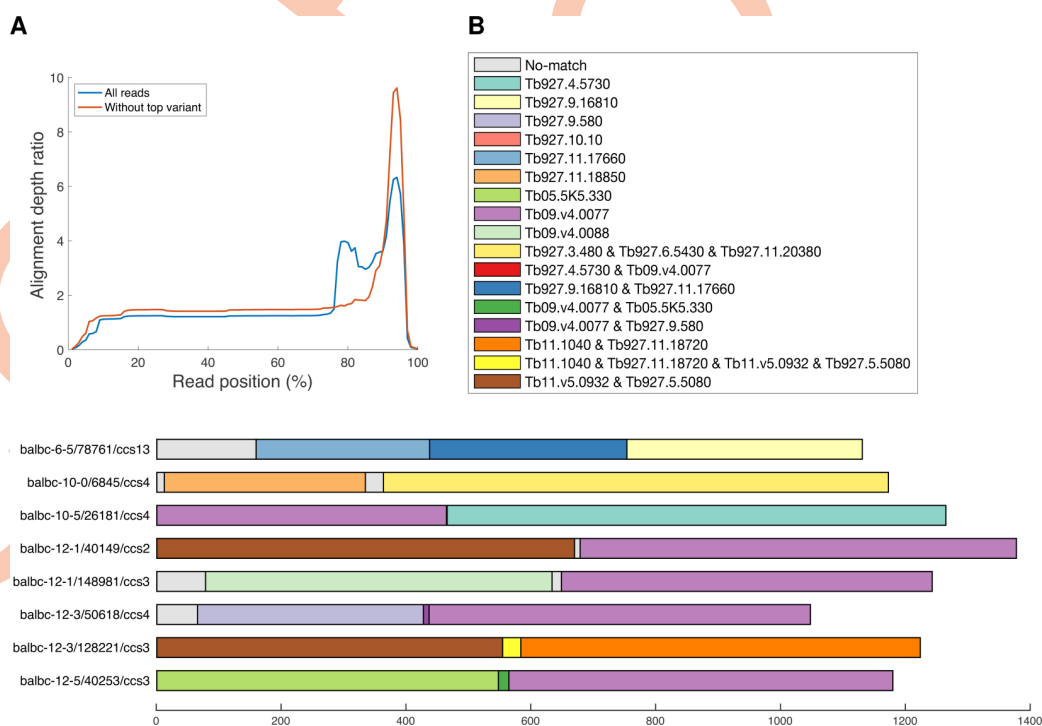 A
B
10
8
6
4
2
0
0
20
40
60
80
100
Alignment depth ratio
Read position (%)
All reads
Without top variant
No-match
Tb927.4.5730
Tb927.9.16810
Tb927.9.580
Tb927.10.10
Tb927.11.17660
Tb927.11.18850
Tb05.5K5.330
Tb09.v4.0077
Tb09.v4.0088
Tb927.3.480 & Tb927.6.5430 & Tb927.11.20380
Tb927.4.5730 & Tb09.v4.0077
Tb927.9.16810 & Tb927.11.17660
Tb09.v4.0077 & Tb05.5K5.330
Tb09.v4.0077 & Tb927.9.580
Tb11.1040 & Tb927.11.18720
Tb11.1040 & Tb927.11.18720 & Tb11.v5.0932 & Tb927.5.5080
Tb11.v5.0932 & Tb927.5.5080
balbc-6-5/78761/ccs13
balbc-10-0/6845/ccs4
balbc-10-5/26181/ccs4
balbc-12-1/40149/ccs2
balbc-12-1/148981/ccs3
balbc-12-3/50618/ccs4
balbc-12-3/128221/ccs3
balbc-12-5/40253/ccs3
0
200
400
600
800
1000
1200
1400